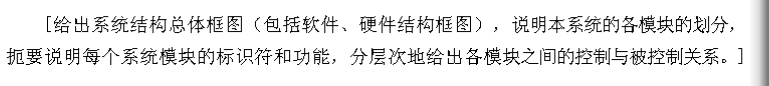 [给出系统结构总体框图（包括软件、硬件结构框图），说明本系统的各模块的划分，
扼要说明每个系统模块的标识符和功能，分层次地给出各模块之间的控制与被控制关系。]